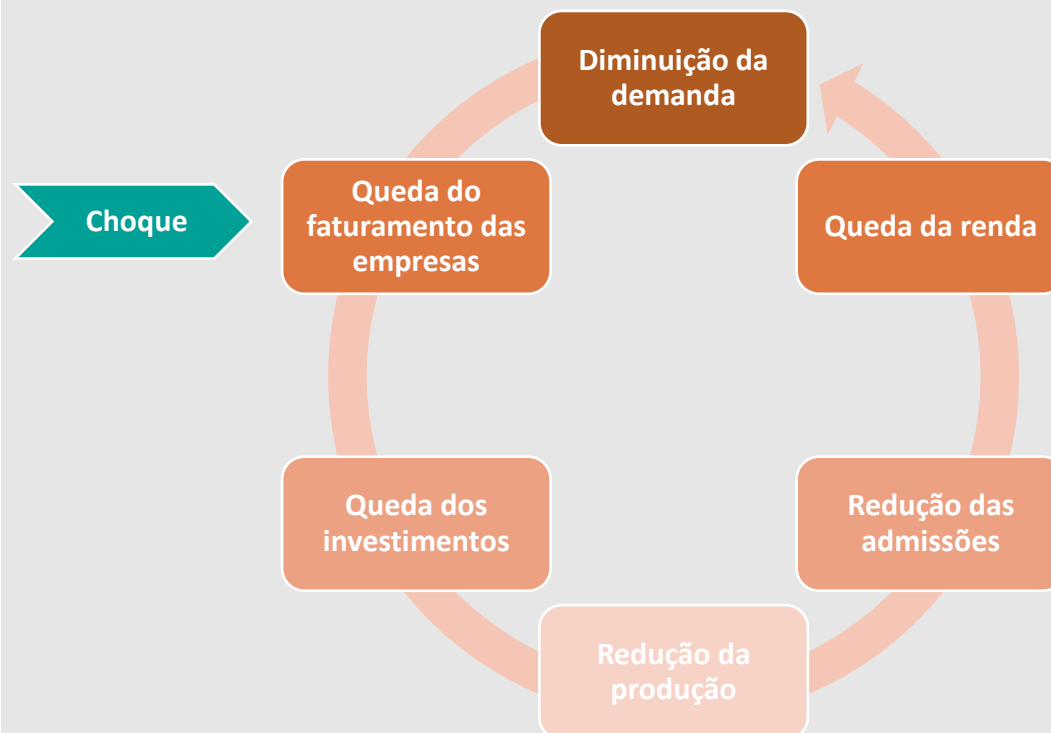 Diminuição da
demanda
Choque
Queda do
faturamento das
empresas
Queda da renda
Queda dos
investimentos
Redução das
admissões
Redução da
produção